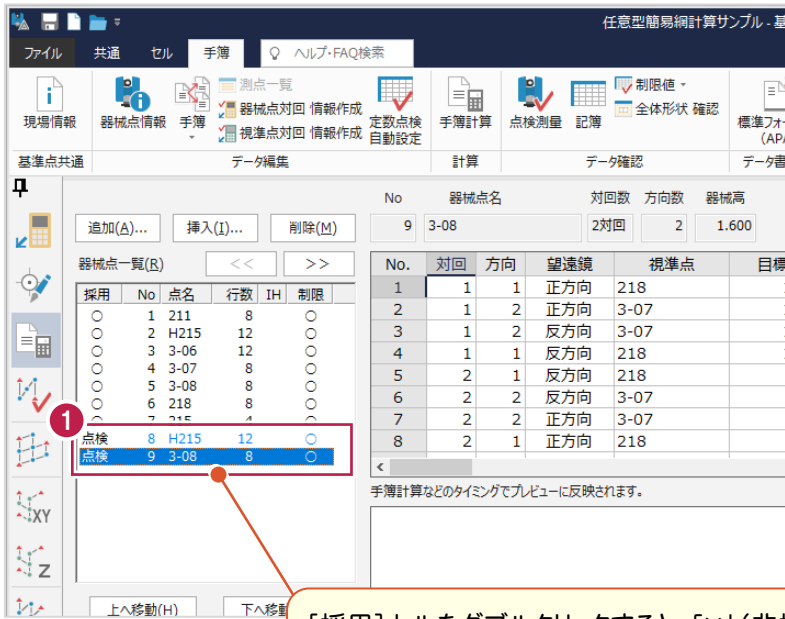 任意型簡易網計算サンプル - 基
ファイル 共通 セル 手簿 ヘルプ・FAQ検索
現場情報 器械点情報 手簿 測点一覧 器械点対回 情報作成 視準点対回 情報作成 定数点検 自動設定 手簿計算 点検測量 記簿 制限値 全体形状 確認 標準フォー (AP
基準点共通 データ編集 計算 データ確認 データ書
No 器械点名 対回数 方向数 器械高
追加(A)... 挿入(I)... 削除(M) 9 3-08 2対回 2 1.600
器械点一覧(R) << >>
No. 対回 方向 望遠鏡 視準点 目標
採用 No 点名 行数 IH 制限
1 1 1 正方向 218
2 1 2 正方向 3-07
3 1 2 反方向 3-07
4 1 1 反方向 218
5 2 1 反方向 218
6 2 2 反方向 3-07
7 2 2 正方向 3-07
8 2 1 正方向 218
○ 1 211 8 ○
○ 2 H215 12 ○
○ 3 3-06 12 ○
○ 4 3-07 8 ○
○ 5 3-08 8 ○
○ 6 218 8 ○
1
点検 8 H215 12 ○
点検 9 3-08 8 ○
<
手簿計算などのタイミングでプレビューに反映されます。
XY
Z
上へ移動(H) 下へ移動